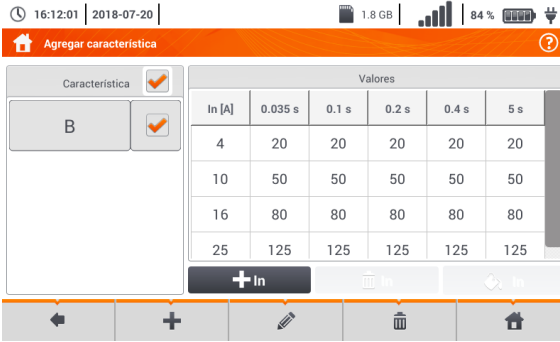 16:12:01 2018-07-20 1.8 GB 84 %
Agregar característica ?
Característica
B
Valores
In [A] 0.035 s 0.1 s 0.2 s 0.4 s 5 s
4 20 20 20 20 20
10 50 50 50 50 50
16 80 80 80 80 80
25 125 125 125 125 125
+ In In In